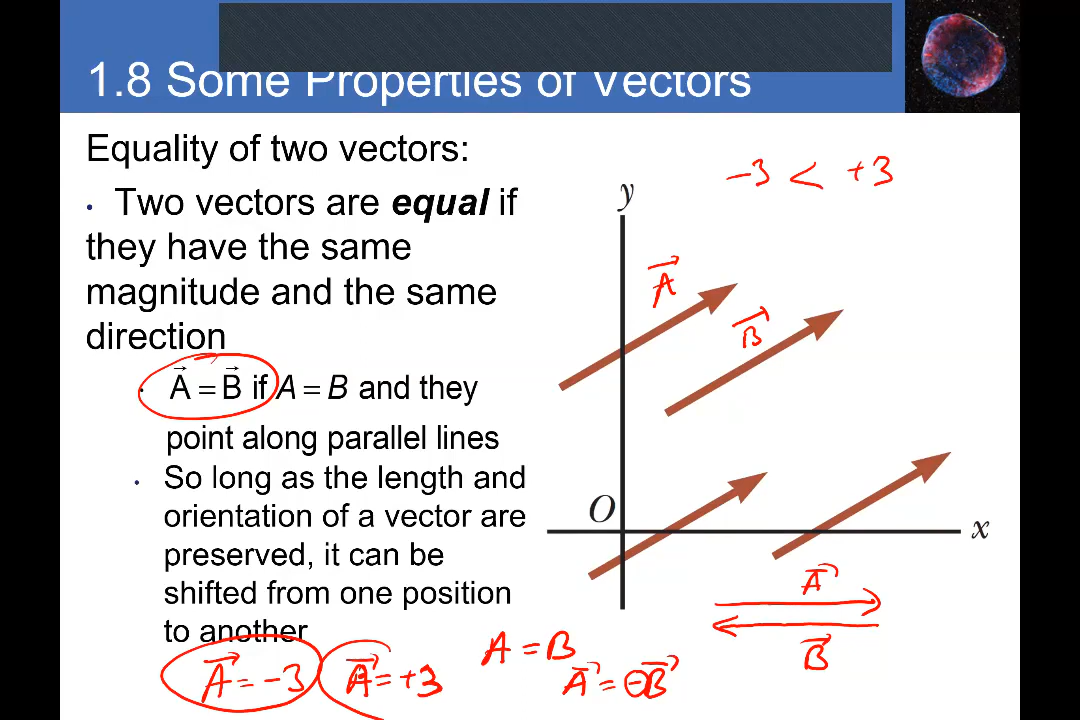 1.8 Some Properties of Vectors
Equality of two vectors:
• Two vectors are equal if
they have the same
magnitude and the same
direction
• A⃗ = B⃗ if A = B and they
point along parallel lines
• So long as the length and
orientation of a vector are
preserved, it can be
shifted from one position
to another
A⃗ = -3
A⃗ = +3
A = B
A⃗ = -B⃗
-3 < +3
y
A⃗
B⃗
O
x
A⃗
B⃗